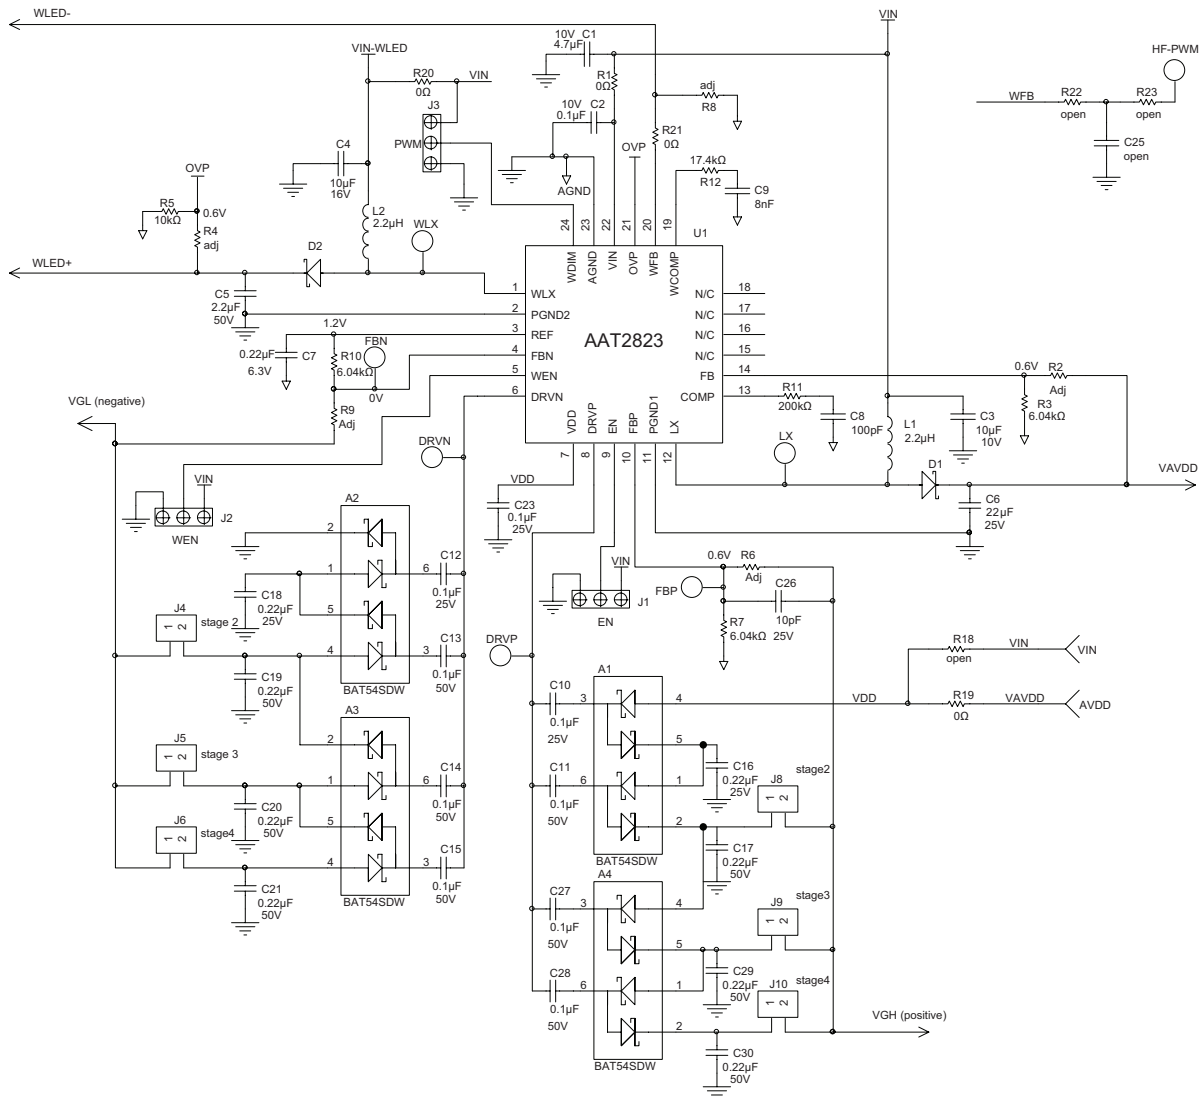 WLED-
VIN-WLED
R20
0Ω
VIN
J3
PWM
10V
4.7µF
C1
R1
0Ω
10V
0.1µF
C2
AGND
R21
0Ω
adj
R8
OVP
17.4kΩ
R12
C9
8nF
VIN
HF-PWM
WFB
R22
open
R23
open
C25
open
C4
10µF
16V
L2
2.2µH
WLX
OVP
R5
10kΩ
0.6V
R4
adj
WLED+
D2
C5
2.2µF
50V
24
23
22
21
20
19
U1
WDIM
AGND
VIN
OVP
WFB
WCOMP
1
WLX
2
PGND2
3
REF
4
FBN
5
WEN
6
DRVN
AAT2823
N/C
18
N/C
17
N/C
16
N/C
15
FB
14
COMP
13
VDD
DRVP
EN
FBP
PGND1
LX
7
8
9
10
11
12
1.2V
0.22µF
C7
6.3V
R10
6.04kΩ
FBN
0V
R9
Adj
VGL (negative)
R11
200kΩ
C8
100pF
LX
L1
2.2µH
C3
10µF
10V
0.6V
R2
Adj
R3
6.04kΩ
D1
VAVDD
C6
22µF
25V
DRVN
VIN
J2
WEN
VDD
C23
0.1µF
25V
VIN
J1
EN
0.6V
R6
Adj
FBP
C26
10pF
25V
R7
6.04kΩ
A2
2
1
5
4
6
C12
0.1µF
25V
3
C13
0.1µF
50V
BAT54SDW
C18
0.22µF
25V
J4
1 2
stage 2
C19
0.22µF
50V
A3
2
1
5
4
6
C14
0.1µF
50V
3
C15
0.1µF
50V
BAT54SDW
J5
1 2
stage 3
C20
0.22µF
50V
J6
1 2
stage4
C21
0.22µF
50V
DRVP
A1
C10
3
0.1µF
25V
4
5
C11
6
0.1µF
50V
1
2
BAT54SDW
C16
0.22µF
25V
stage2
J8
1 2
C17
0.22µF
50V
VDD
R18
open
VIN
VIN
R19
0Ω
VAVDD
AVDD
A4
C27
3
0.1µF
50V
4
5
C28
6
0.1µF
50V
1
2
BAT54SDW
stage3
J9
1 2
C29
0.22µF
50V
stage4
J10
1 2
C30
0.22µF
50V
VGH (positive)